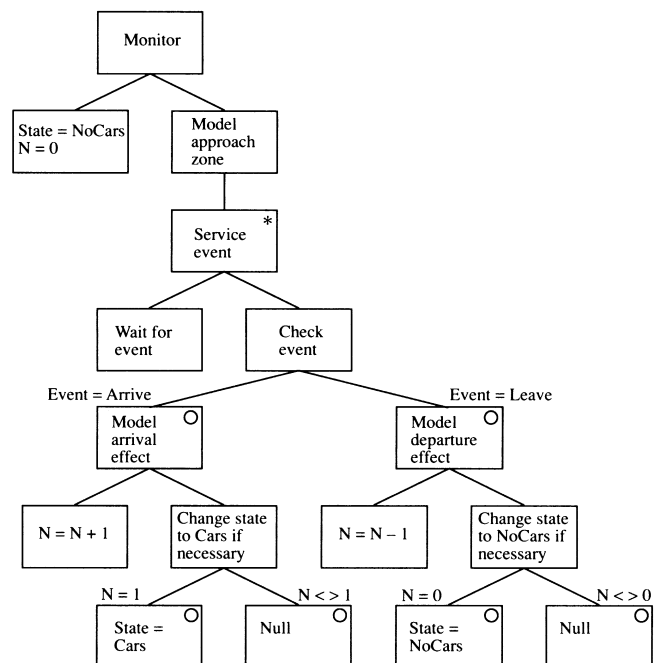 Monitor
State = NoCars
N = 0
Model
approach
zone
*
Service
event
Wait for
event
Check
event
Event = Arrive
Event = Leave
Model
arrival
effect
Model
departure
effect
N = N + 1
Change state
to Cars if
necessary
N = N – 1
Change state
to NoCars if
necessary
N = 1
N < > 1
N = 0
N < > 0
State =
Cars
Null
State =
NoCars
Null